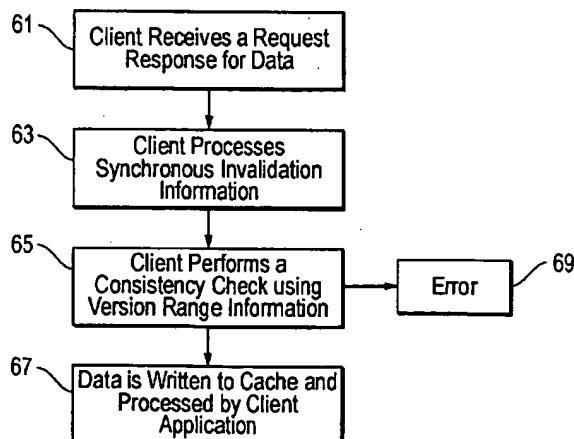 61
Client Receives a Request
Response for Data
63
Client Processes
Synchronous Invalidation
Information
65
Client Performs a
Consistency Check using
Version Range Information
Error
69
67
Data is Written to Cache and
Processed by Client
Application